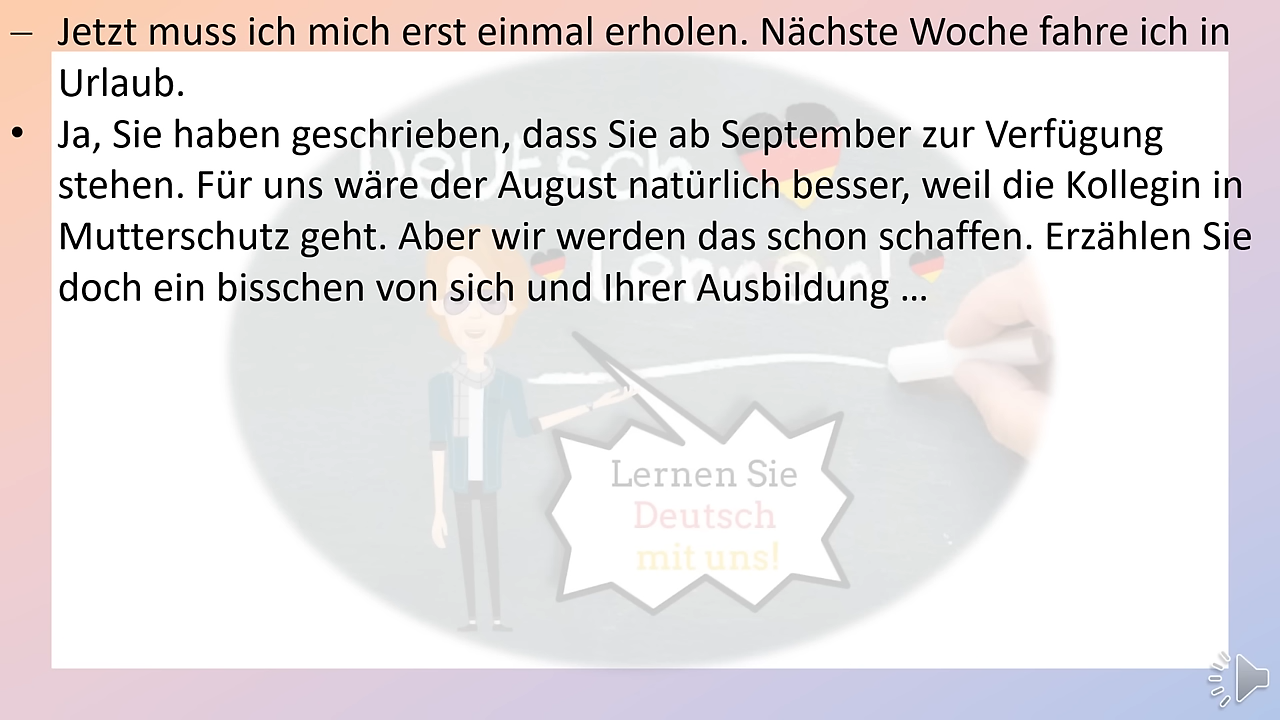 – Jetzt muss ich mich erst einmal erholen. Nächste Woche fahre ich in
Urlaub.
• Ja, Sie haben geschrieben, dass Sie ab September zur Verfügung
stehen. Für uns wäre der August natürlich besser, weil die Kollegin in
Mutterschutz geht. Aber wir werden das schon schaffen. Erzählen Sie
doch ein bisschen von sich und Ihrer Ausbildung ...
Deutsch
Lernen!
Lernen Sie
Deutsch
mit uns!